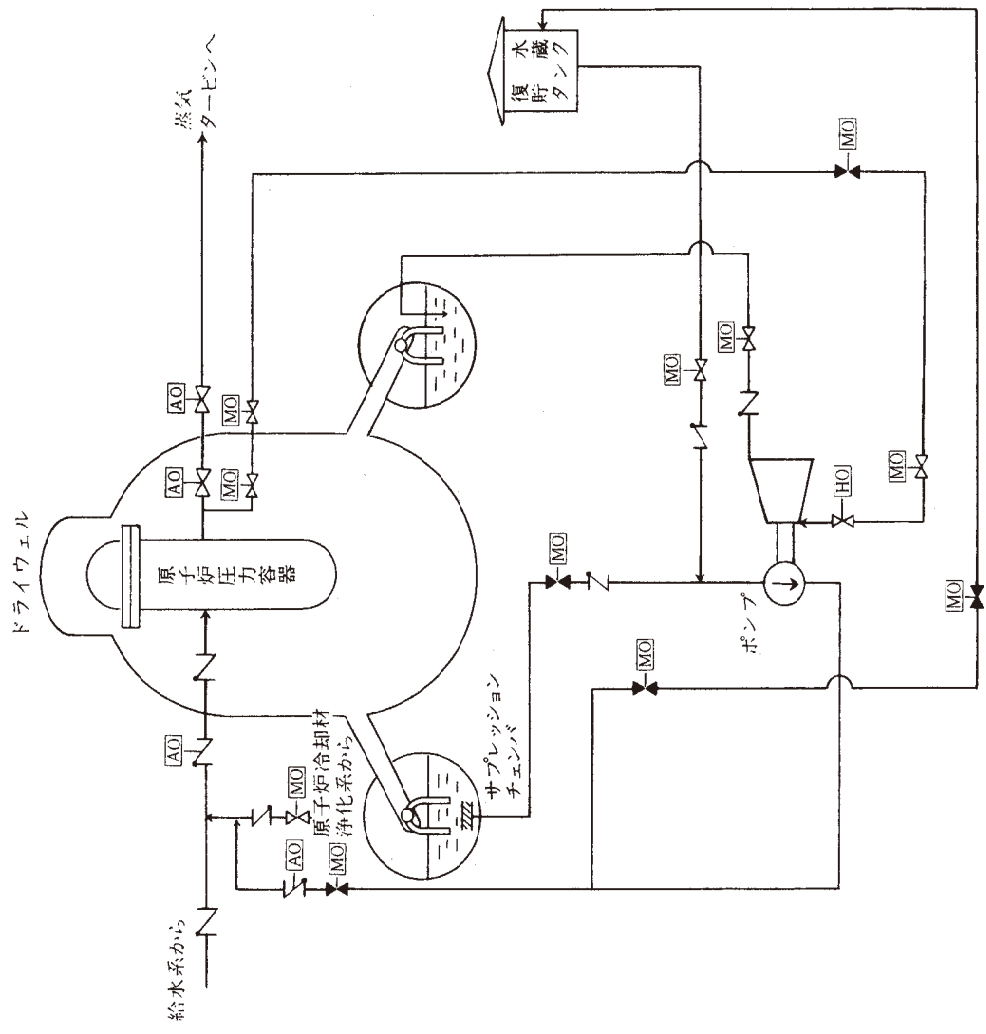 ドライウェル
給水系から
AO
AO
AO
蒸気
タービンへ
原子炉圧力容器
MO
MO
AO
MO
原子炉冷却材
浄化系から
MO
サプレッション
チェンバ
復水
貯蔵
タンク
MO
MO
MO
MO
ポンプ
HO
MO
MO
MO